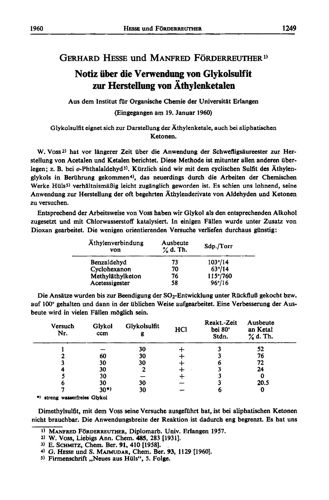 1960 Hesse und Förderreuther 1249
Gerhard Hesse und Manfred Förderreuther 1)
Notiz über die Verwendung von Glykolsulfit
zur Herstellung von Äthylenketalen
Aus dem Institut für Organische Chemie der Universität Erlangen
(Eingegangen am 19. Januar 1960)
Glykolsulfit eignet sich zur Darstellung der Äthylenketale, auch bei aliphatischen
Ketonen.
W. Voss 2) hat vor längerer Zeit über die Anwendung der Schwefligsäureester zur Her-
stellung von Acetalen und Ketalen berichtet. Diese Methode ist mitunter allen anderen über-
legen; z. B. bei o-Phthalaldehyd 3). Kürzlich sind wir mit dem cyclischen Sulfit des Äthylen-
glykols in Berührung gekommen 4), das neuerdings durch die Arbeiten der Chemischen
Werke Hüls 5) verhältnismäßig leicht zugänglich geworden ist. Es schien uns lohnend, seine
Anwendung zur Herstellung der oft begehrten Äthylenderivate von Aldehyden und Ketonen
zu versuchen.
Entsprechend der Arbeitsweise von Voss haben wir Glykol als den entsprechenden Alkohol
zugesetzt und mit Chlorwasserstoff katalysiert. In einigen Fällen wurde unter Zusatz von
Dioxan gearbeitet. Die wenigen orientierenden Versuche verliefen durchaus günstig:
Äthylenverbindung Ausbeute Sdp./Torr
von % d. Th.
Benzaldehyd 73 103°/14
Cyclohexanon 70 63°/14
Methyläthylketon 76 115°/760
Acetessigester 58 96°/16
Die Ansätze wurden bis zur Beendigung der SO2-Entwicklung unter Rückfluß gekocht bzw.
auf 100° gehalten und dann in der üblichen Weise aufgearbeitet. Eine Verbesserung der Aus-
beute wird in vielen Fällen möglich sein.
Versuch Glykol Glykolsulfit HCl Reakt.-Zeit Ausbeute
Nr. ccm g bei 80° an Ketal
Stdn. % d. Th.
1 — 30 + 3 52
2 60 30 + 3 76
3 30 30 + 6 72
4 30 2 + 3 24
5 30 — + 3 0
6 30 30 — 3 20.5
7 30*) 30 — 6 0
*) streng wasserfreies Glykol
Dimethylsulfit, mit dem Voss seine Versuche ausgeführt hat, ist bei aliphatischen Ketonen
nicht brauchbar. Die Anwendungsbreite der Reaktion ist dadurch eng begrenzt. Es hat uns
1) Manfred Förderreuther, Diplomarb. Univ. Erlangen 1957.
2) W. Voss, Liebigs Ann. Chem. 485, 283 [1931].
3) E. Schmitz, Chem. Ber. 91, 410 [1958].
4) G. Hesse und S. Majmudar, Chem. Ber. 93, 1129 [1960].
5) Firmenschrift „Neues aus Hüls“, 5. Folge.